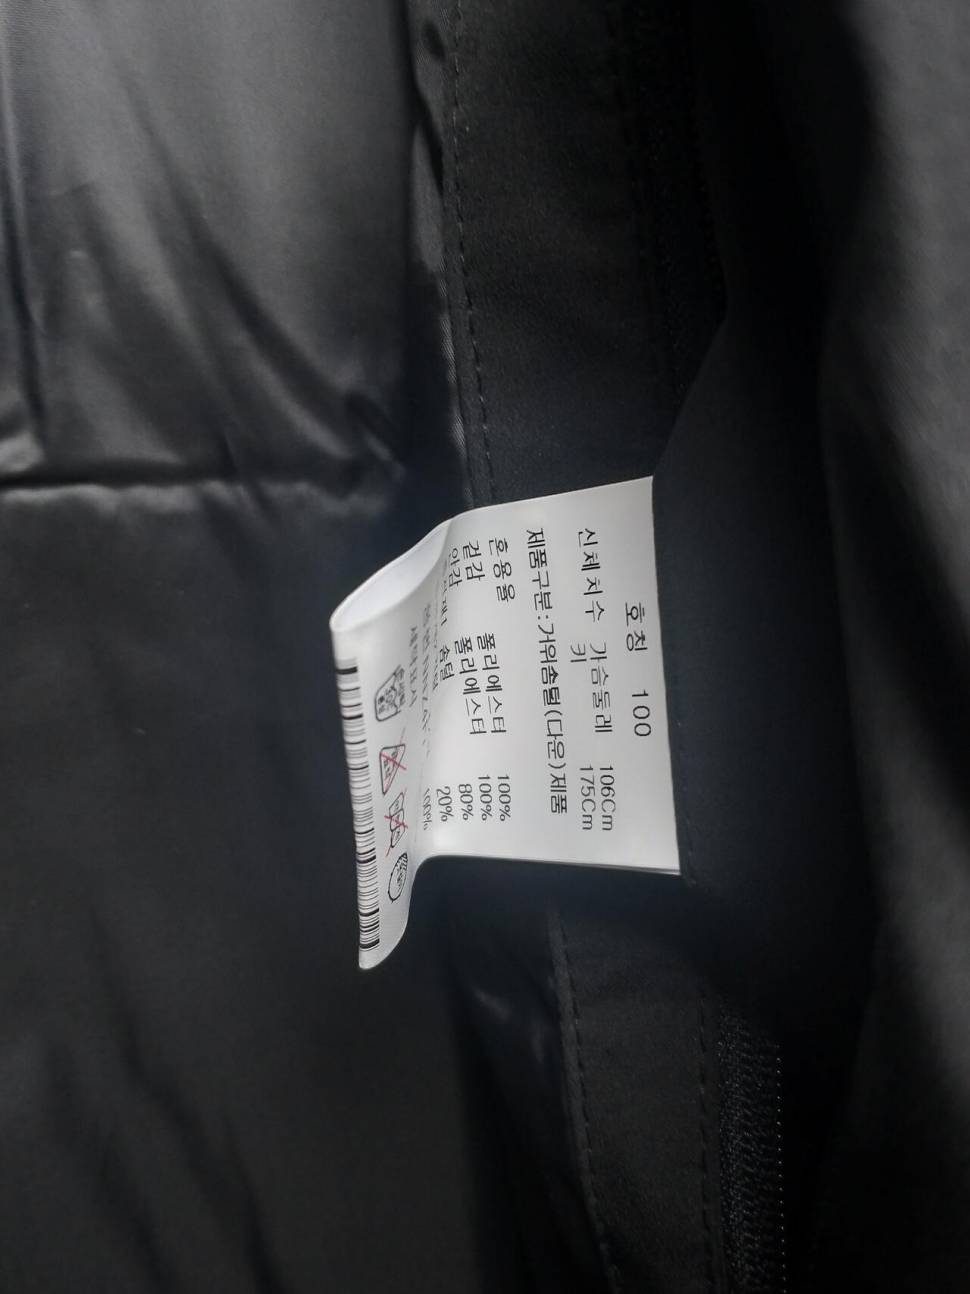 호칭 100
신체치수 가슴둘레 106Cm
키 175Cm
제품구분:거위솜털(다운)제품
혼용율
겉감 폴리에스터 100%
안감 폴리에스터 100%
솜털 80%
20%
100%